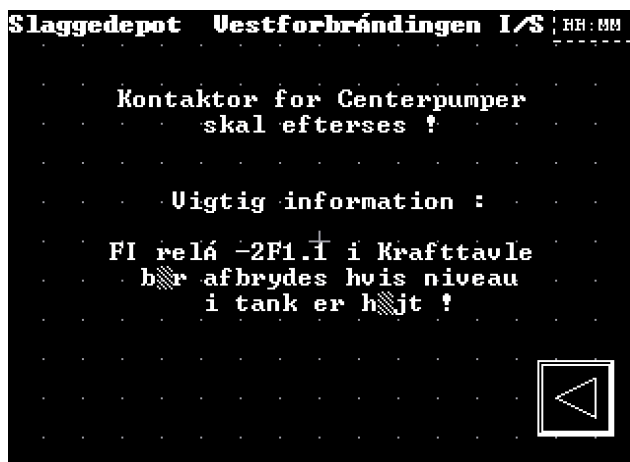 Slaggedepot Vestforbrándingen I/S HH:MM
Kontaktor for Centerpumper
skal efterses !
Vigtig information :
FI relá -2F1.1 i Krafttavle
b▒r afbrydes hvis niveau
i tank er h▒jt !